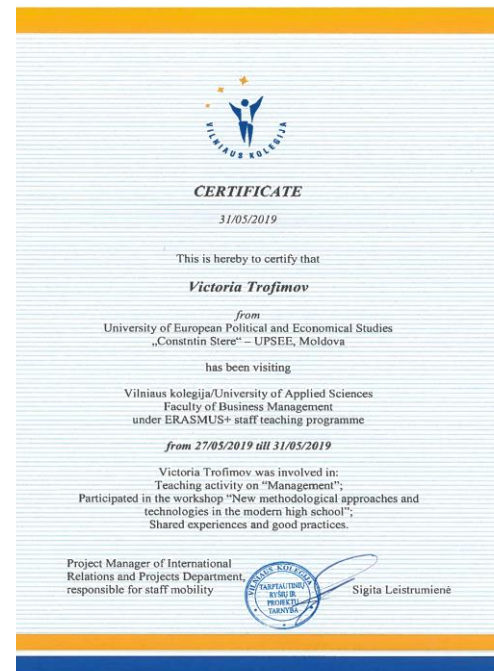 VILNIAUS KOLEGIJA
CERTIFICATE
31/05/2019
This is hereby to certify that
Victoria Trofimov
from
University of European Political and Economical Studies
„Constntin Stere“ – UPSEE, Moldova
has been visiting
Vilniaus kolegija/University of Applied Sciences
Faculty of Business Management
under ERASMUS+ staff teaching programme
from 27/05/2019 till 31/05/2019
Victoria Trofimov was involved in:
Teaching activity on “Management”;
Participated in the workshop “New methodological approaches and
technologies in the modern high school”;
Shared experiences and good practices.
Project Manager of International
Relations and Projects Department,
responsible for staff mobility
VILNIAUS KOLEGIJA
TARPTAUTINIŲ
RYŠIŲ IR
PROJEKTŲ
TARNYBA
Sigita Leistrumienė